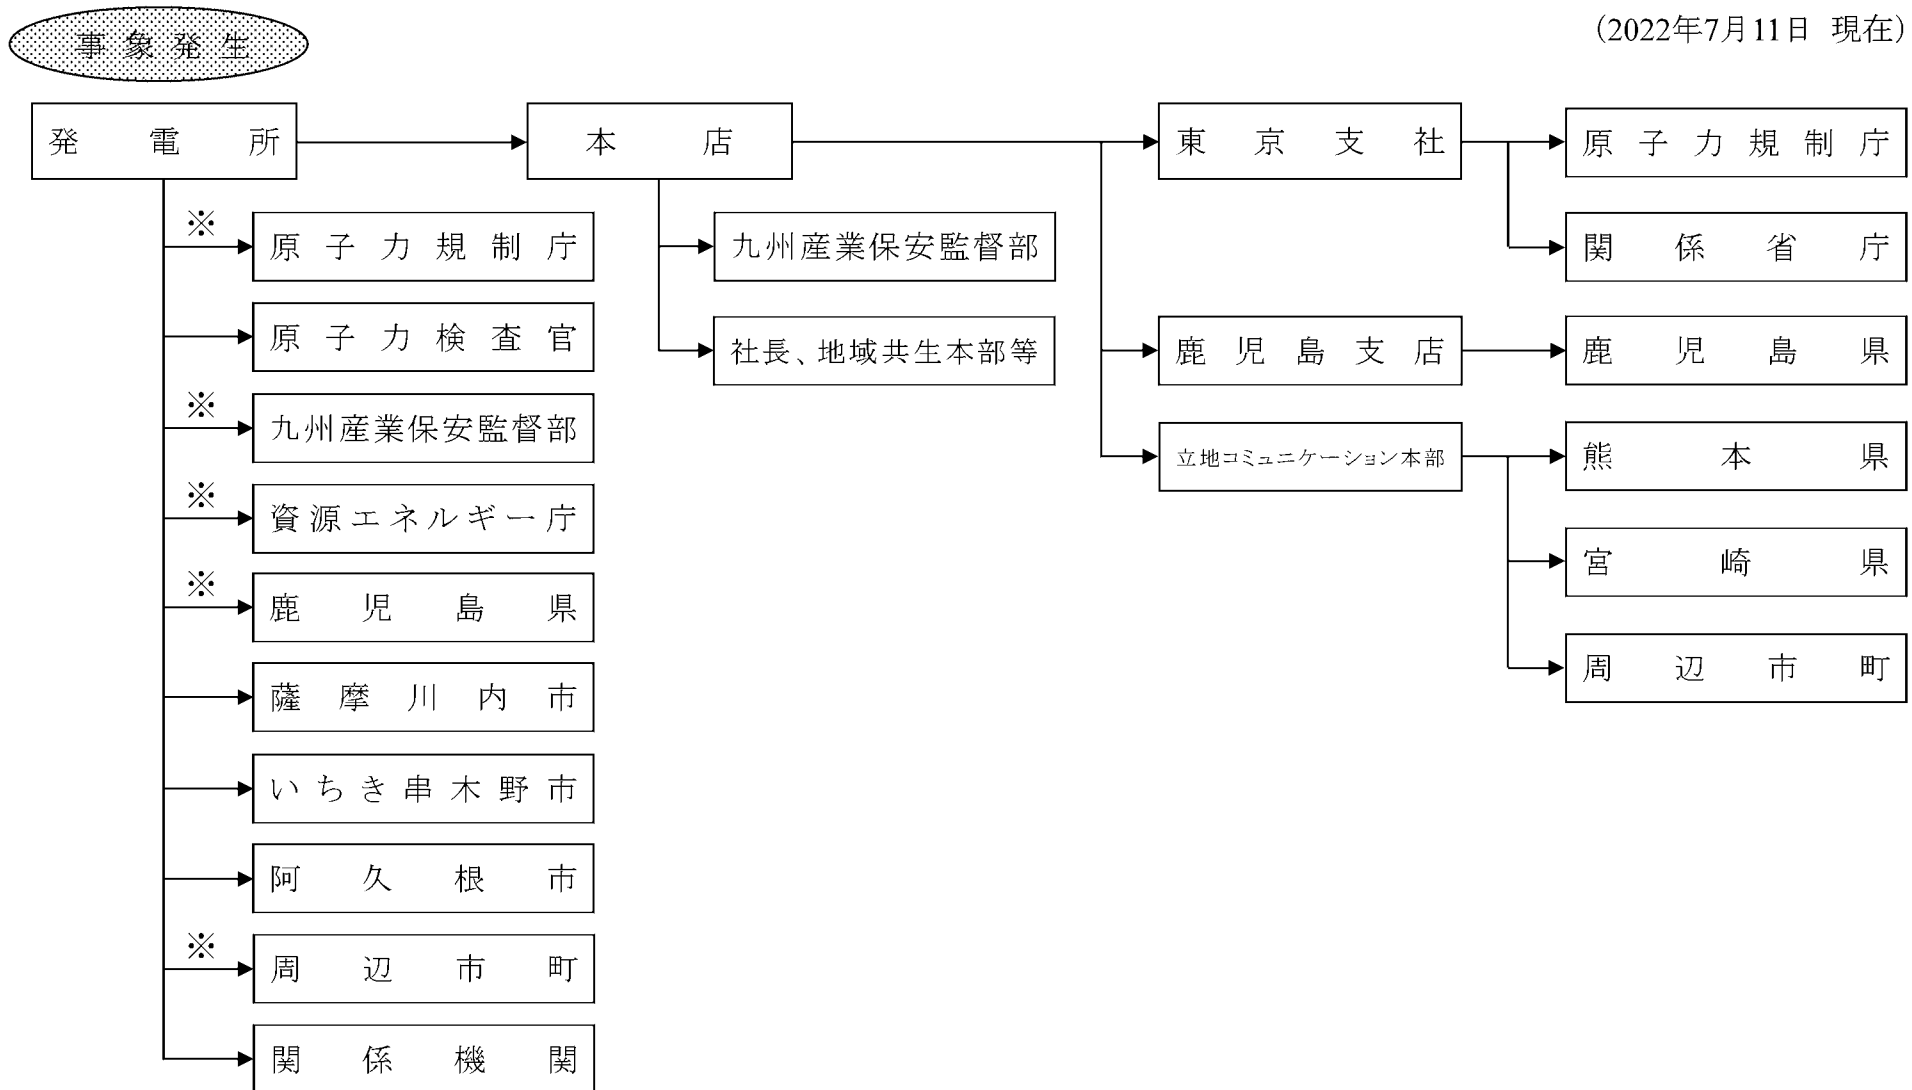 事象発生
(2022年7月11日 現在)
発電所
本店
東京支社
原子力規制庁
※
原子力規制庁
九州産業保安監督部
関係省庁
原子力検査官
社長、地域共生本部等
鹿児島支店
鹿児島県
※
九州産業保安監督部
立地コミュニケーション本部
熊本県
※
資源エネルギー庁
宮崎県
※
鹿児島県
周辺市町
薩摩川内市
いちき串木野市
阿久根市
※
周辺市町
関係機関